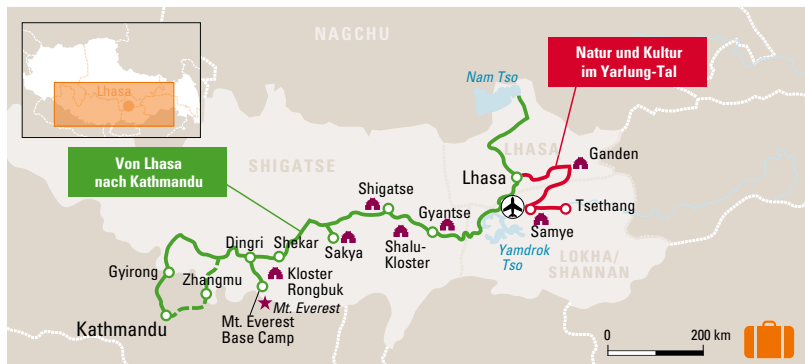 NAGCHU
Natur und Kultur
im Yarlung-Tal
Lhasa
Nam Tso
LHASA
Ganden
Von Lhasa
nach Kathmandu
SHIGATSE
Lhasa
Shigatse
Tsethang
Gyantse
Samye
Shalu-
Kloster
Yamdrok
Tso
LOKHA/
SHANNAN
Dingri
Shekar
Sakya
Gyirong
Zhangmu
Kloster
Rongbuk
Mt. Everest
Kathmandu
Mt. Everest
Base Camp
0
200 km